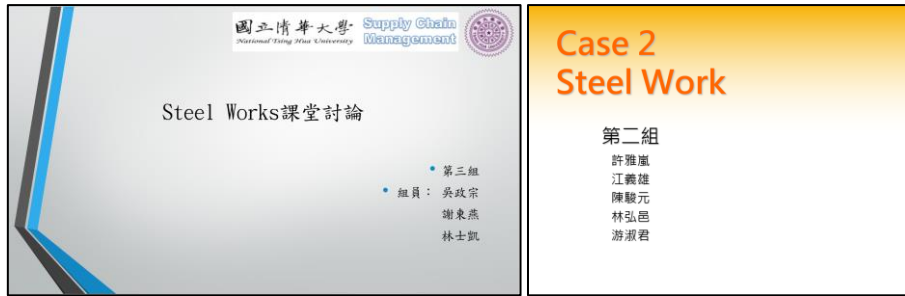 國立清華大學
National Tsing Hua University
Supply Chain
Management
Steel Works課堂討論
• 第三組
• 組員： 吳政宗
謝東燕
林士凱
Case 2
Steel Work
第二組
許雅嵐
江義雄
陳駿元
林弘邑
游淑君